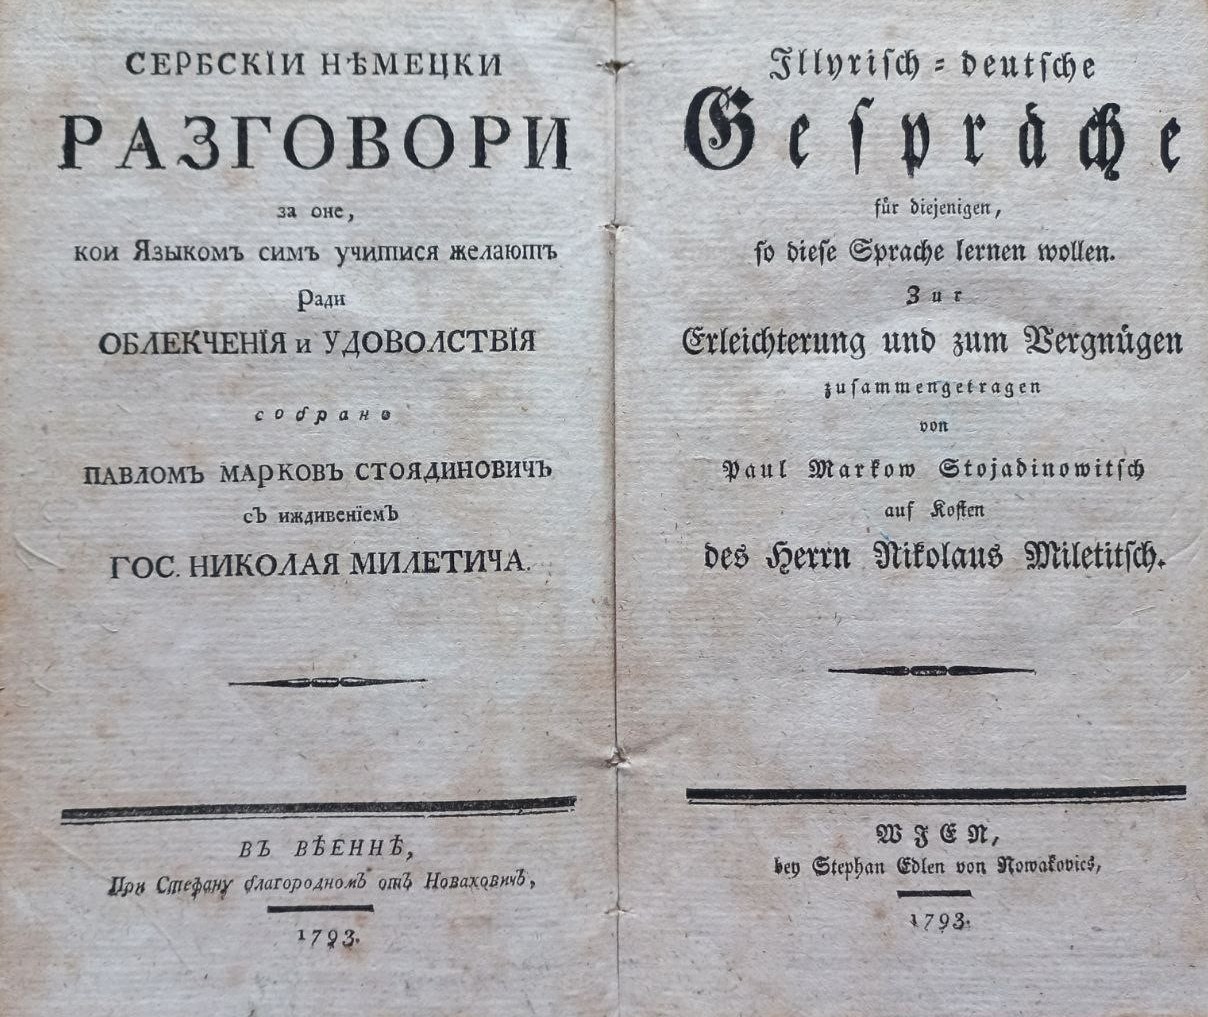 СЕРБСКІИ НѢМЕЦКИ
РАЗГОВОРИ
за оне,
кои Языкомъ симъ учитися желаютъ
Ради
ОБЛЕКЧЕНІЯ и УДОВОЛСТВІЯ
собрано
ПАВЛОМЪ МАРКОВЪ СТОЯДИНОВИЧЪ
съ иждивеніемъ
ГОС. НИКОЛАЯ МИЛЕТИЧА.
ВЪ ВѢЕННѢ,
При Стефану благородномъ отъ Новаковичъ,
1793.
Illyrisch = deutsche
Gespräche
für diejenigen,
so diese Sprache lernen wollen.
Zur
Erleichterung und zum Vergnügen
zusammengetragen
von
Paul Markow Stojadinowitsch
auf Kosten
des Herrn Nikolaus Miletitsch.
WIEN,
bey Stephan Edlen von Nowakovics,
1793.